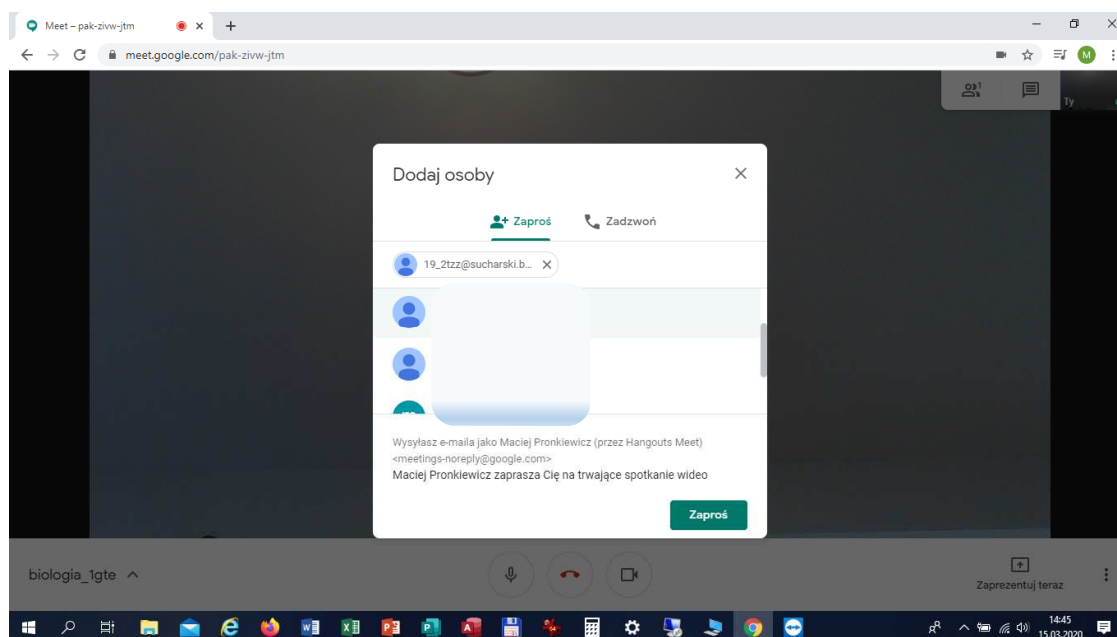 Meet – pak-zivw-jtm
meet.google.com/pak-zivw-jtm
M
1
Ty
Dodaj osoby
Zaproś Zadzwoń
19_2tzz@sucharski.b...
Wysyłasz e-maila jako Maciej Pronkiewicz (przez Hangouts Meet)
<meetings-noreply@google.com>
Maciej Pronkiewicz zaprasza Cię na trwające spotkanie wideo
Zaproś
biologia_1gte
Zaprezentuj teraz
14:45
15.03.2020